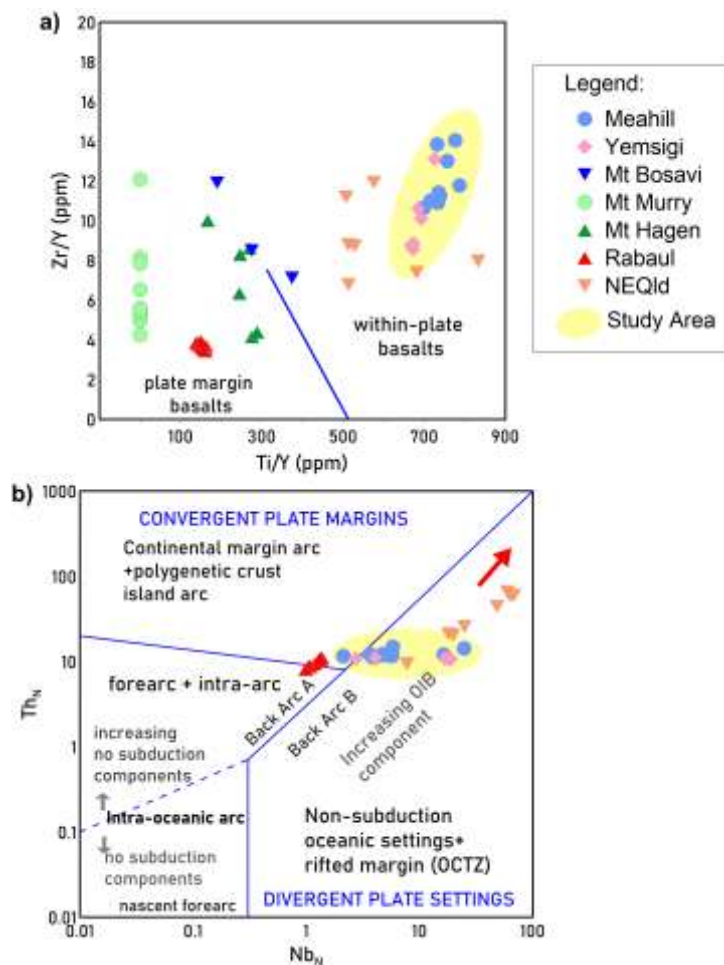 a)
20
18
16
14
12
10
8
6
4
2
0
Zr/Y (ppm)
within-plate
basalts
plate margin
basalts
100
300
500
700
900
Ti/Y (ppm)
Legend:
Meahill
Yemsigi
Mt Bosavi
Mt Murry
Mt Hagen
Rabaul
NEQld
Study Area
b)
1000
100
10
1
0.1
0.01
Th_N
CONVERGENT PLATE MARGINS
Continental margin arc
+polygenetic crust
island arc
forearc + intra-arc
Back Arc A
Back Arc B
Increasing OIB
component
increasing
no subduction
components
Intra-oceanic arc
no subduction
components
nascent forearc
Non-subduction
oceanic settings+
rifted margin (OCTZ)
DIVERGENT PLATE SETTINGS
0.01
0.1
1
10
100
Nb_N